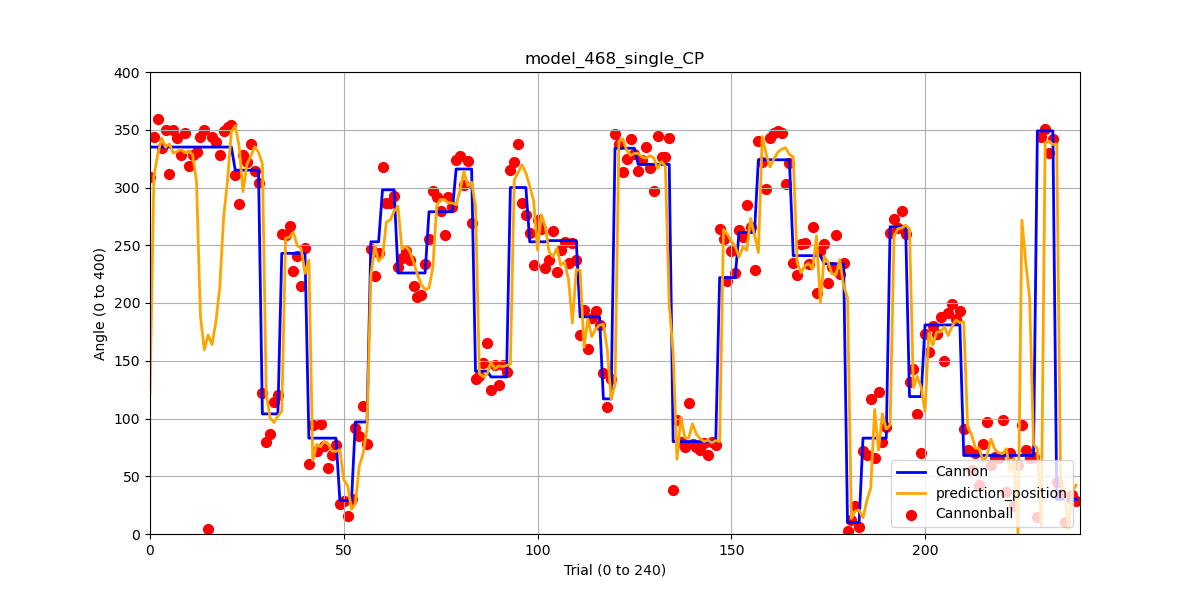 model_468_single_CP
Angle (0 to 400)
400
350
300
250
200
150
100
50
0
0 50 100 150 200
Trial (0 to 240)
Cannon
prediction_position
Cannonball